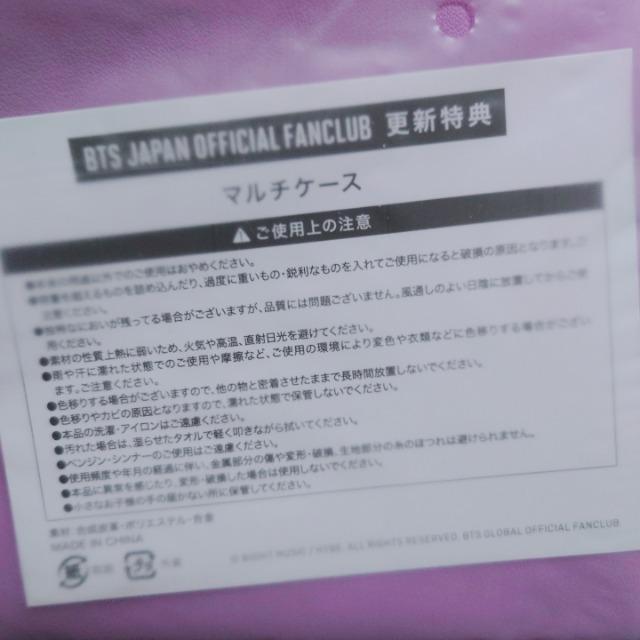 BTS JAPAN OFFICIAL FANCLUB 更新特典
マルチケース
ご使用上の注意
●本来の用途以外でのご使用はおやめください。
●容量を超えるものを詰め込んだり、過度に重いもの・鋭利なものを入れてご使用になると破損の原因となります。ご
注意ください。
●独特なにおいが残ってる場合がございますが、品質には問題ございません。風通しのよい日陰に放置してからご使
用ください。
●素材の性質上熱に弱いため、火気や高温、直射日光を避けてください。
●雨や汗に濡れた状態でのご使用や摩擦など、ご使用の環境により変色や衣類などに色移りする場合がござい
ます。ご注意ください。
●色移りする場合がございますので、他の物と密着させたままで長時間放置しないでください。
●色移りやカビの原因となりますので、濡れた状態で保管しないでください。
●本品の洗濯・アイロンはご遠慮ください。
●汚れた場合は、湿らせたタオルで軽く叩きながら拭いてください。
●ベンジン・シンナーのご使用はご遠慮ください。
●使用頻度や年月の経過に伴い、金属部分の傷や変形・破損、生地部分の糸のほつれは避けられません。
●本品に異常を感じたり、変形・破損した場合は使用しないでください。
●小さなお子様の手の届かない所に保管してください。
素材:合成皮革・ポリエステル・合金
MADE IN CHINA
紙 プラ 外装
© BIGHIT MUSIC / HYBE. ALL RIGHTS RESERVED. BTS GLOBAL OFFICIAL FANCLUB.